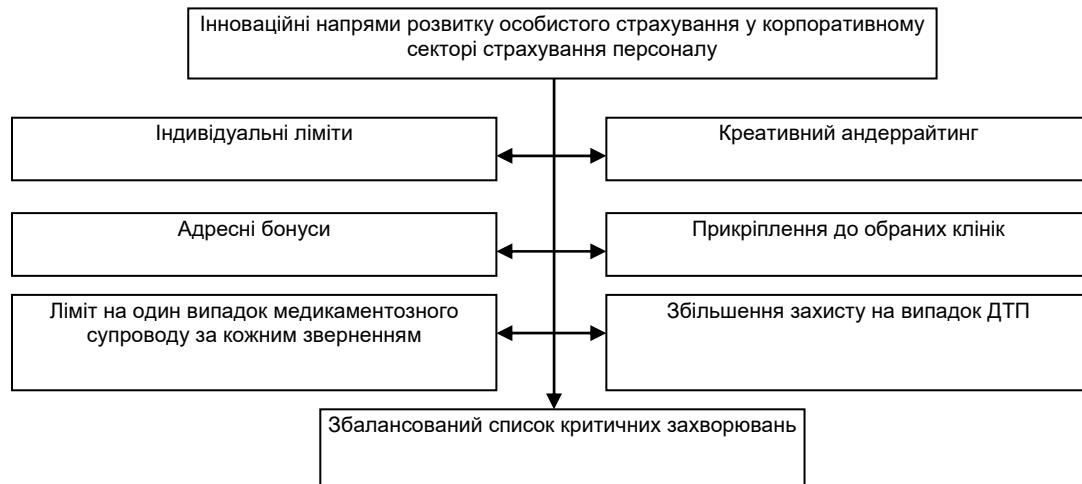 Інноваційні напрями розвитку особистого страхування у корпоративному
секторі страхування персоналу
Індивідуальні ліміти
Креативний андеррайтинг
Адресні бонуси
Прикріплення до обраних клінік
Ліміт на один випадок медикаментозного
супроводу за кожним зверненням
Збільшення захисту на випадок ДТП
Збалансований список критичних захворювань